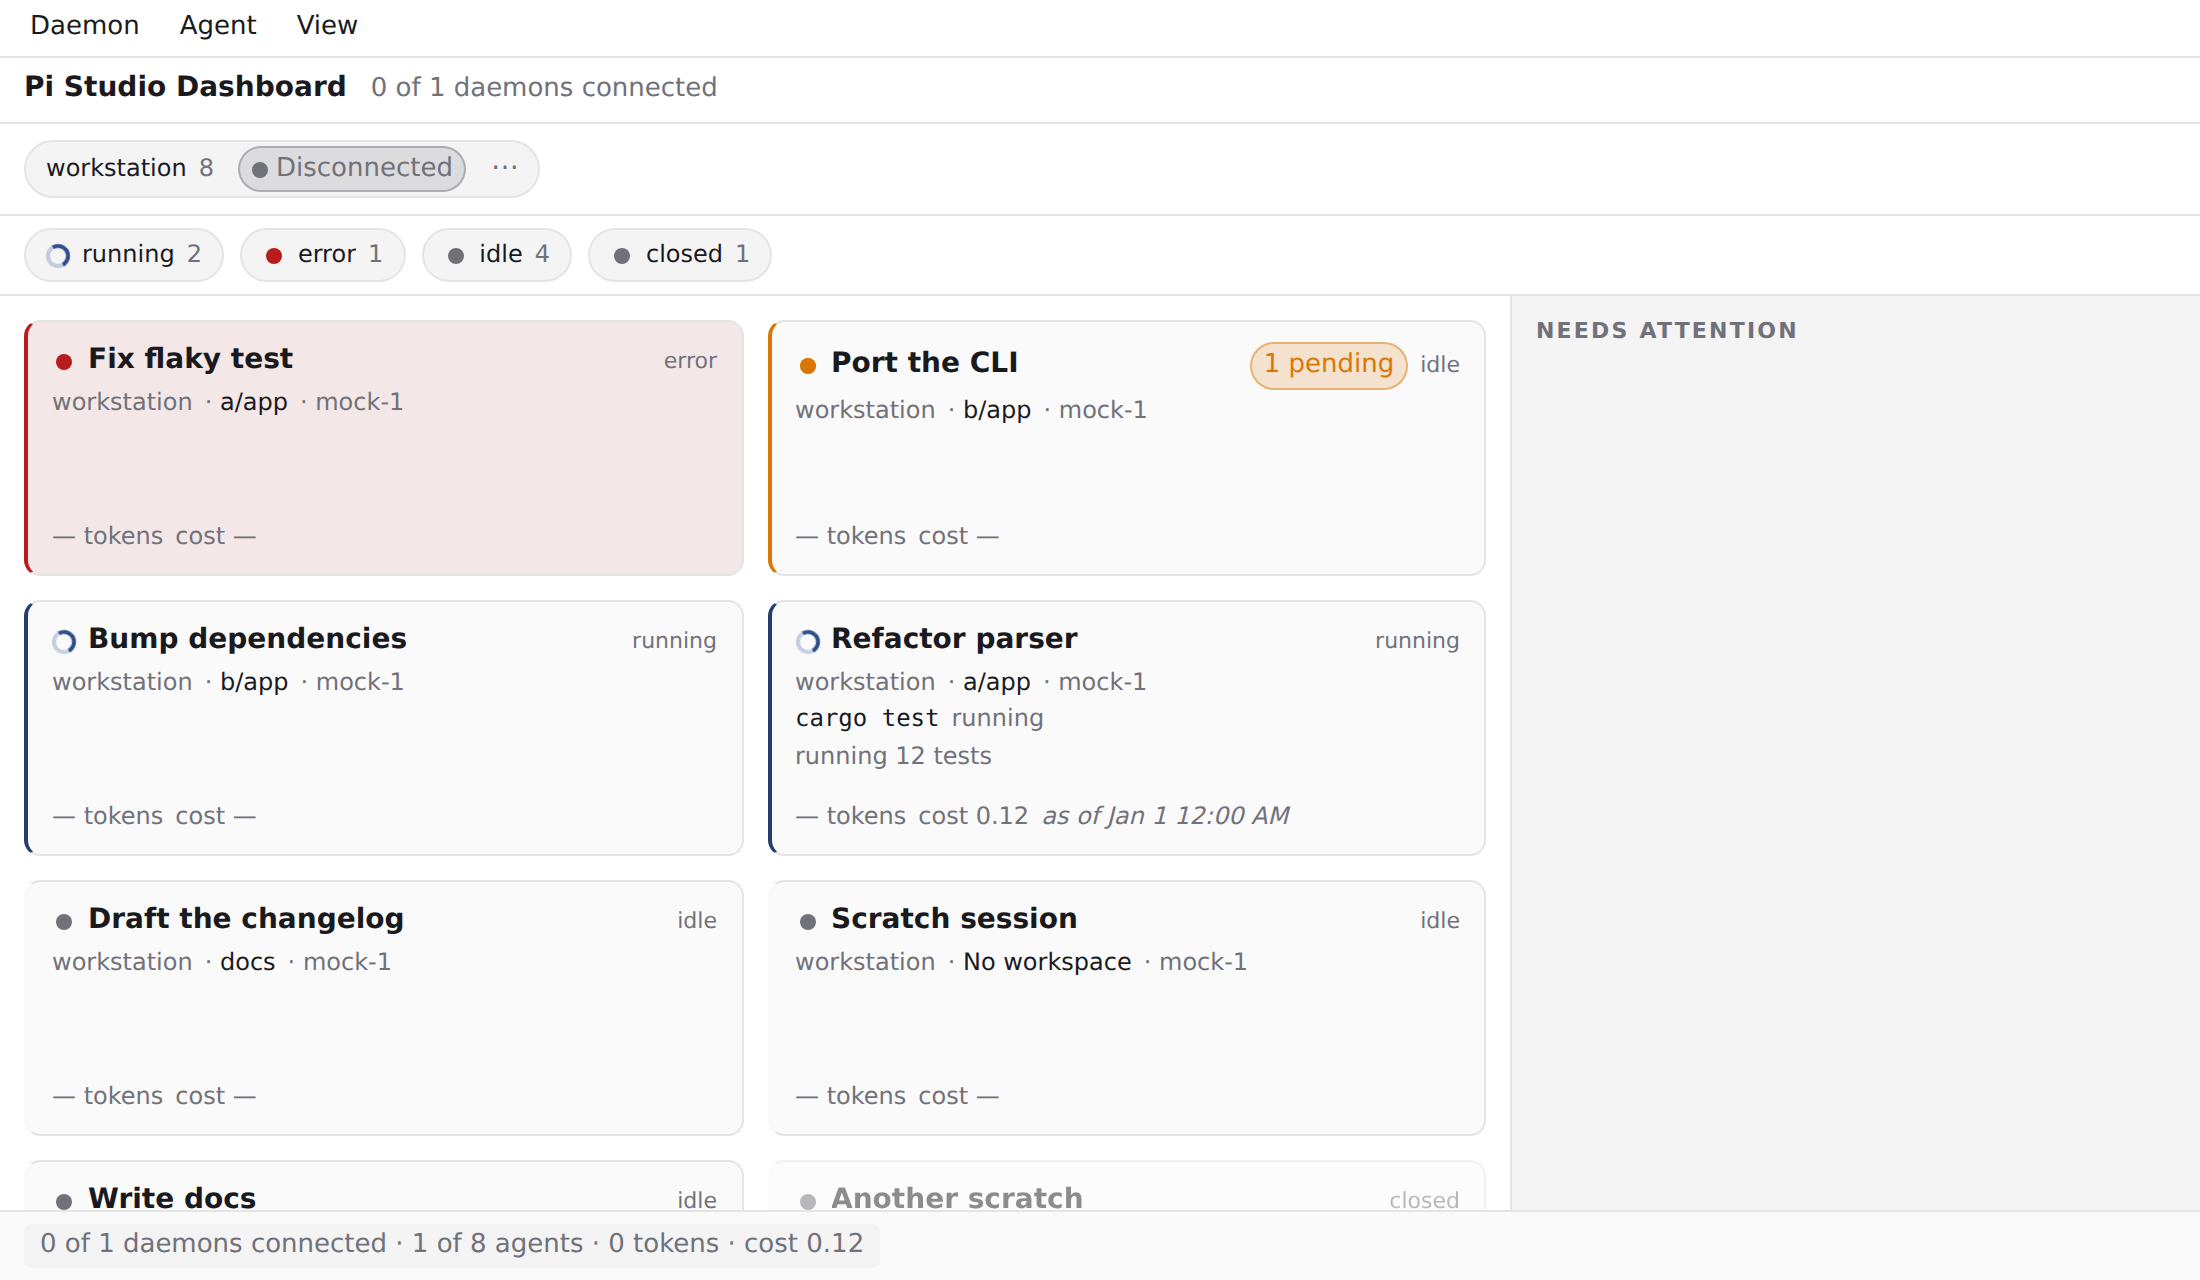 Daemon Agent View
Pi Studio Dashboard 0 of 1 daemons connected
workstation 8 Disconnected ···
running 2 error 1 idle 4 closed 1
NEEDS ATTENTION
Fix flaky test error
workstation · a/app · mock-1
— tokens cost —
Port the CLI 1 pending idle
workstation · b/app · mock-1
— tokens cost —
Bump dependencies running
workstation · b/app · mock-1
— tokens cost —
Refactor parser running
workstation · a/app · mock-1
cargo test running
running 12 tests
— tokens cost 0.12 as of Jan 1 12:00 AM
Draft the changelog idle
workstation · docs · mock-1
— tokens cost —
Scratch session idle
workstation · No workspace · mock-1
— tokens cost —
Write docs idle
Another scratch closed
0 of 1 daemons connected · 1 of 8 agents · 0 tokens · cost 0.12